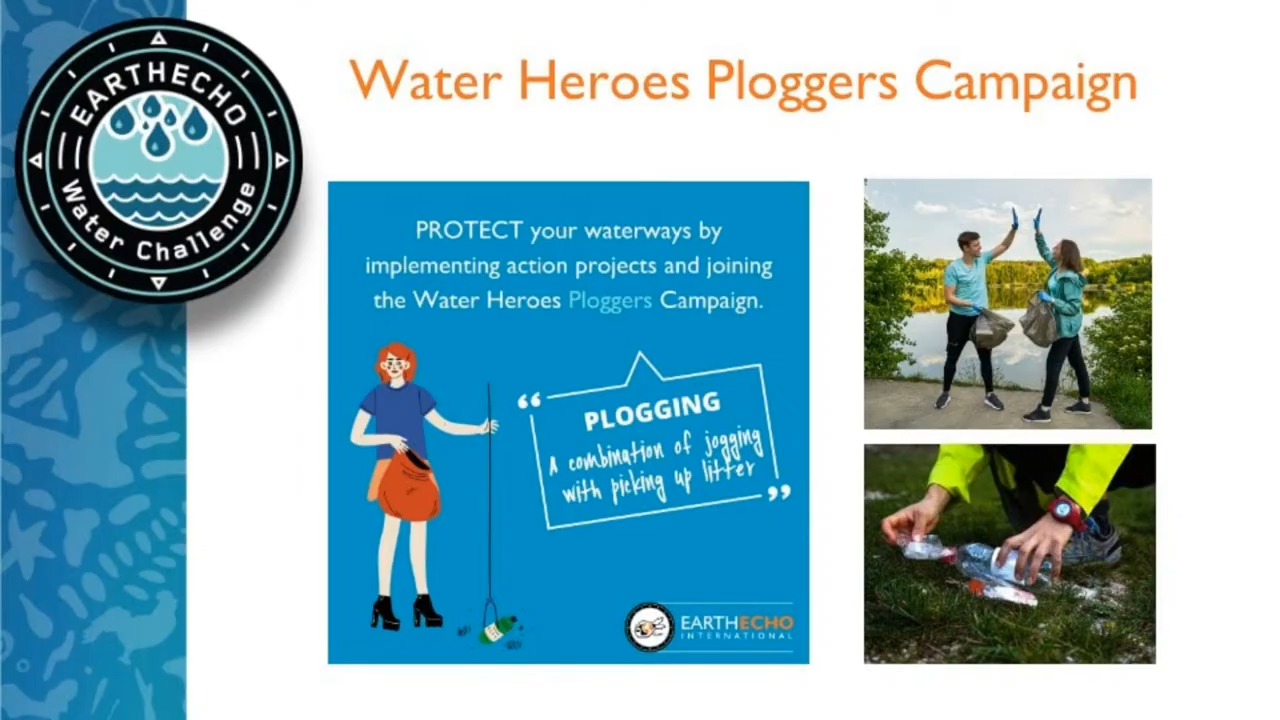 EARTHECHO
Water Challenge
Water Heroes Ploggers Campaign
PROTECT your waterways by
implementing action projects and joining
the Water Heroes Ploggers Campaign.
“ PLOGGING
A combination of jogging
with picking up litter ”
EARTHECHO
INTERNATIONAL